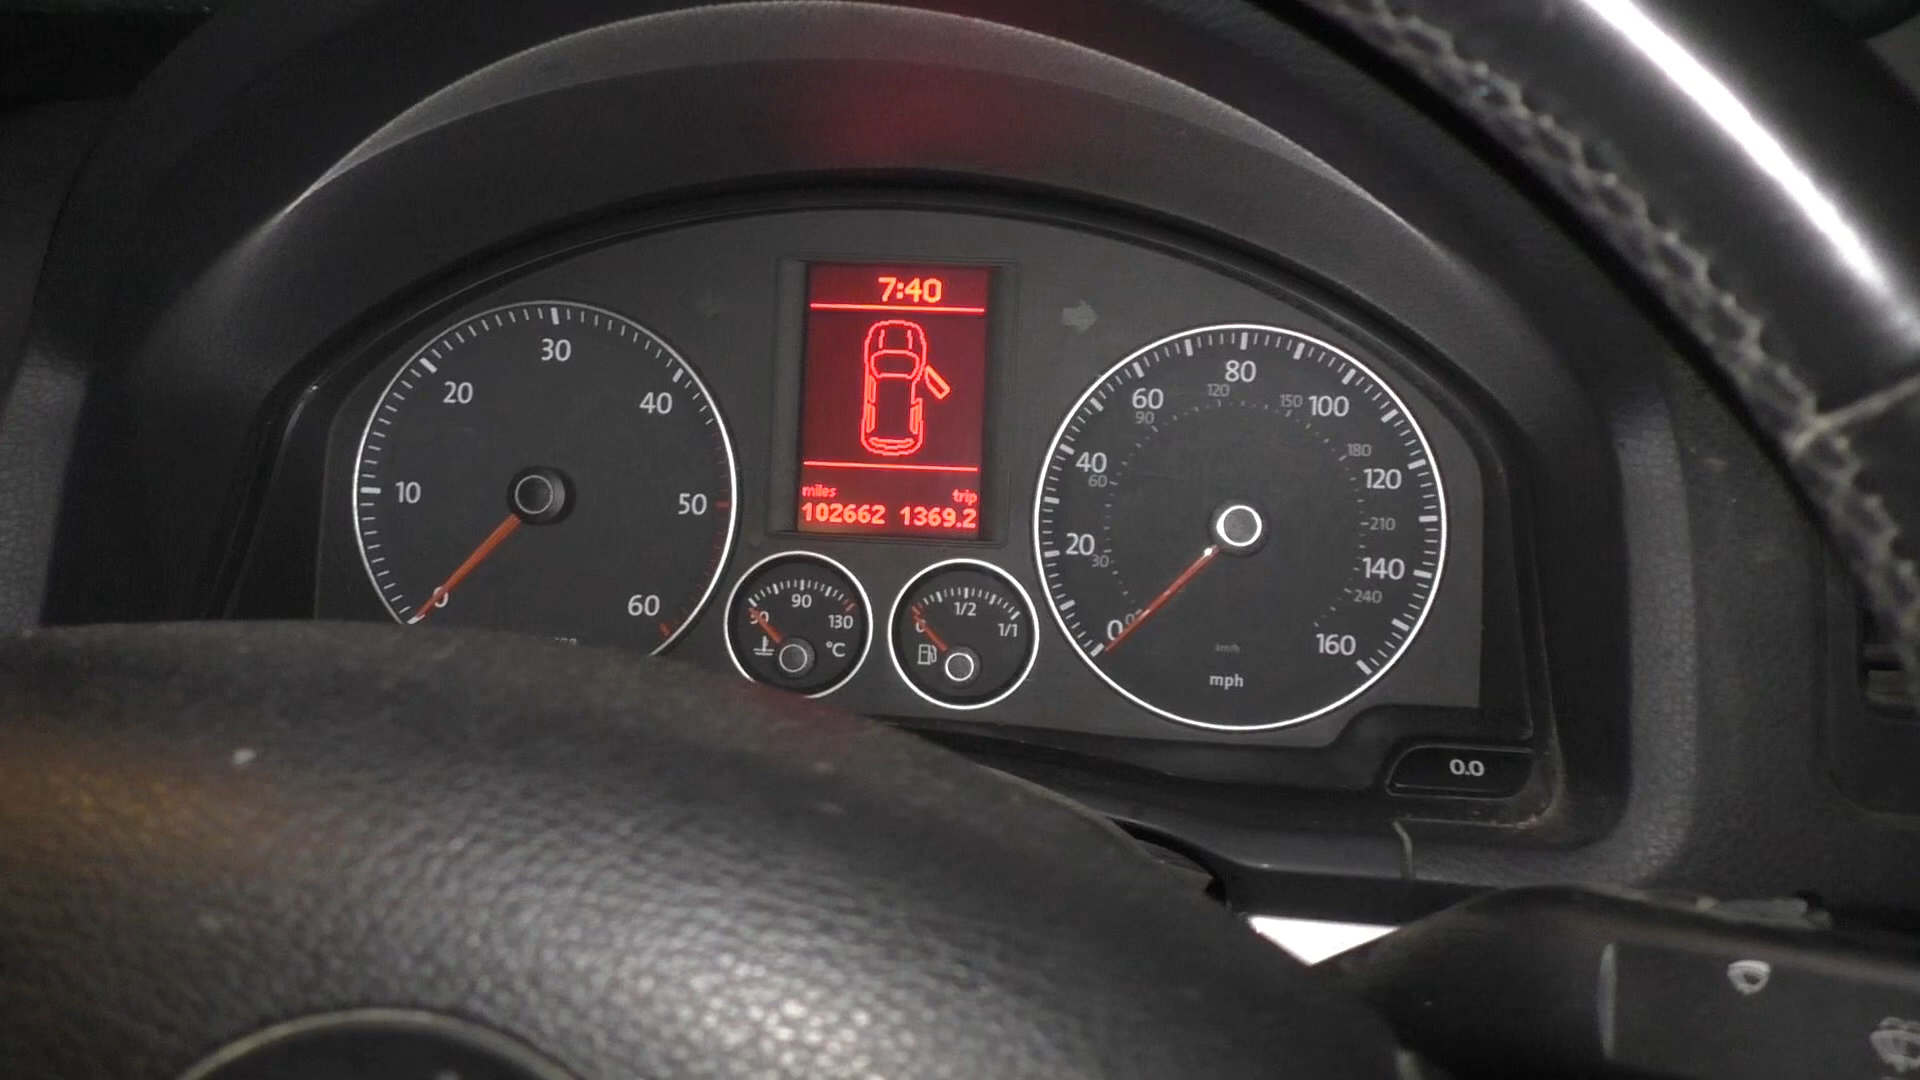 7:40
miles trip
102662 1369.2
0 10 20 30 40 50 60
90 130
°C
0 1/2 1/1
0 20 40 60 80 100 120 140 160
30 60 90 120 150 180 210 240
km/h
mph
0.0